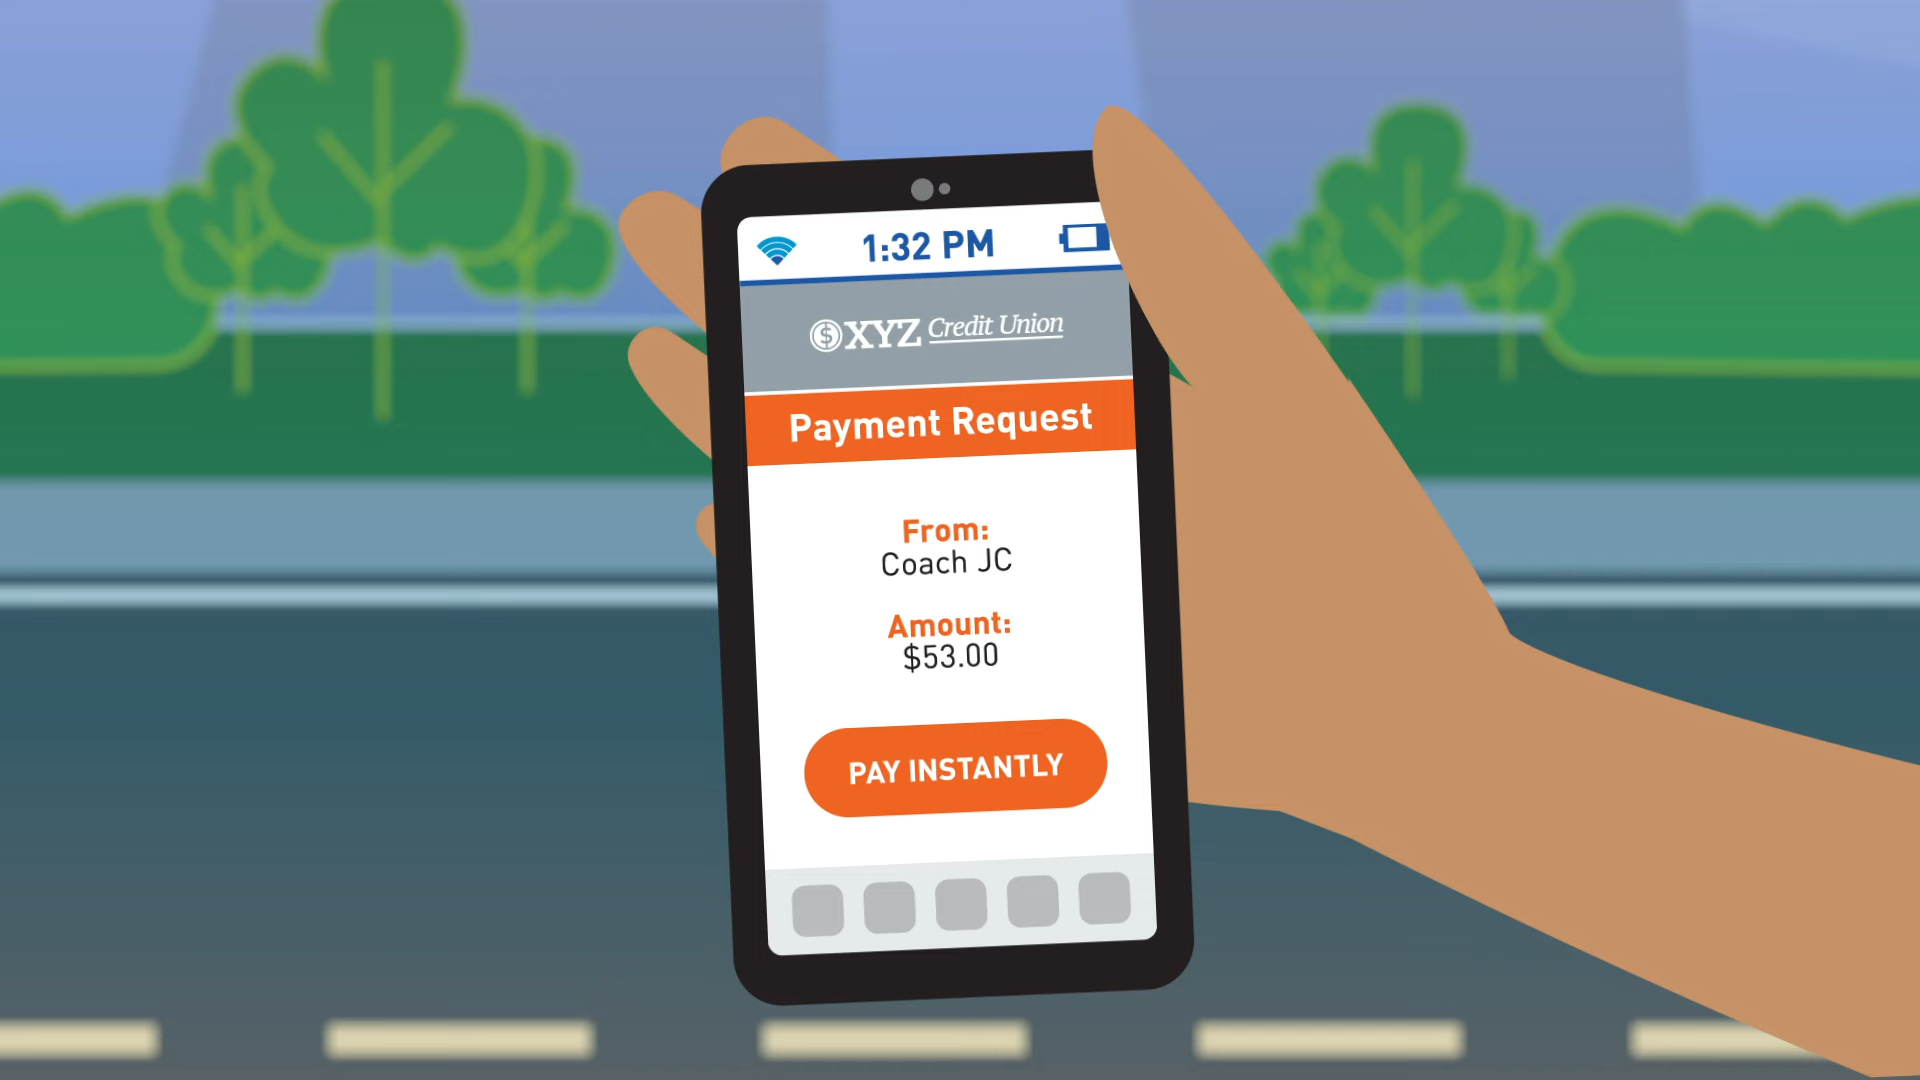 1:32 PM
$XYZ Credit Union
Payment Request
From:
Coach JC
Amount:
$53.00
PAY INSTANTLY